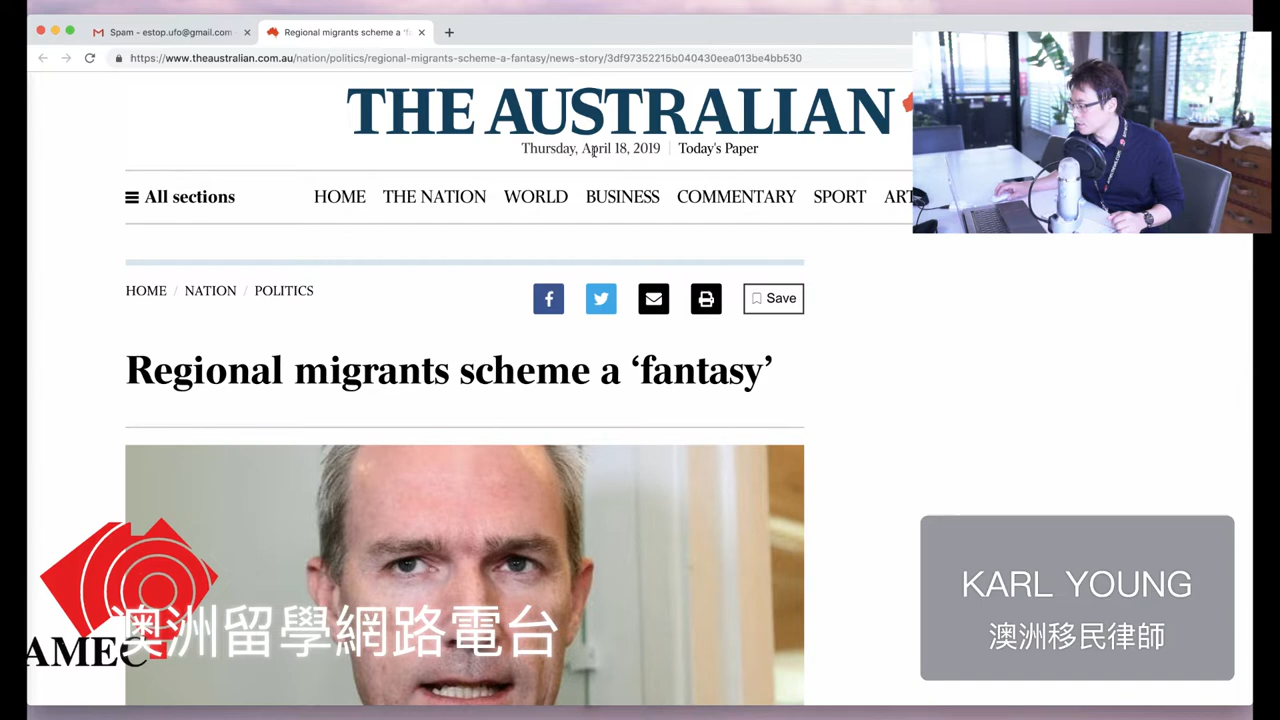 Spam - estop.ufo@gmail.com
Regional migrants scheme a 'f
https://www.theaustralian.com.au/nation/politics/regional-migrants-scheme-a-fantasy/news-story/3df97352215b040430eea013be4bb530
THE AUSTRALIAN
Thursday, April 18, 2019 | Today's Paper
All sections
HOME THE NATION WORLD BUSINESS COMMENTARY SPORT ART
HOME / NATION / POLITICS
Save
Regional migrants scheme a ‘fantasy’
KARL YOUNG
澳洲移民律師
澳洲留學網路電台
AMEC